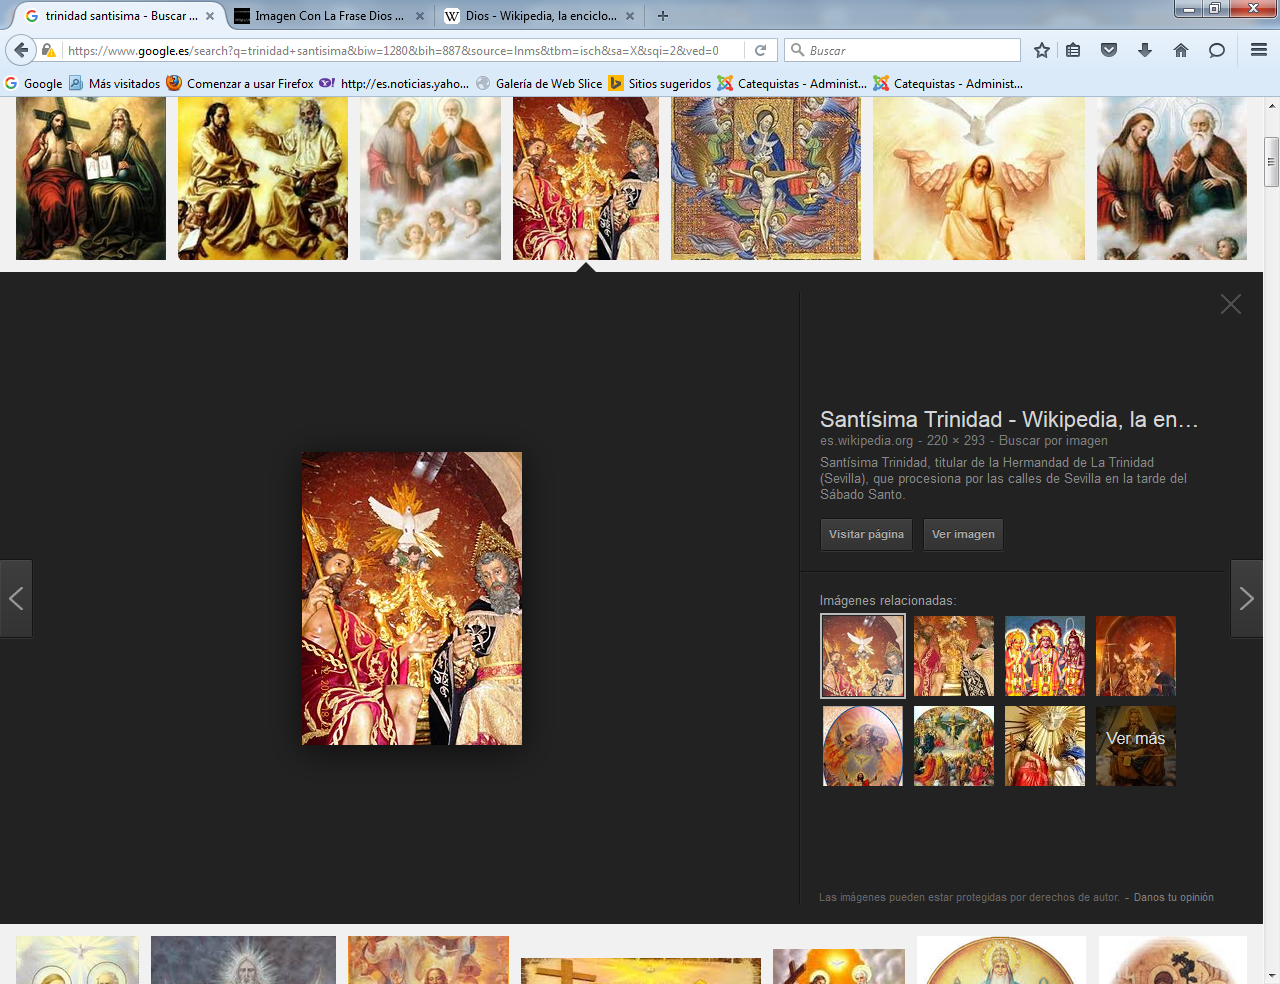 trinidad santisima - Buscar ...
Imagen Con La Frase Dios ...
Dios - Wikipedia, la enciclo...
https://www.google.es/search?q=trinidad+santisima&biw=1280&bih=887&source=lnms&tbm=isch&sa=X&sqi=2&ved=0
Buscar
Google
Más visitados
Comenzar a usar Firefox
http://es.noticias.yaho...
Galería de Web Slice
Sitios sugeridos
Catequistas - Administ...
Catequistas - Administ...
Santísima Trinidad - Wikipedia, la en...
es.wikipedia.org - 220 × 293 - Buscar por imagen
Santísima Trinidad, titular de la Hermandad de La Trinidad
(Sevilla), que procesiona por las calles de Sevilla en la tarde del
Sábado Santo.
Visitar página
Ver imagen
Imágenes relacionadas:
Ver más
Las imágenes pueden estar protegidas por derechos de autor. - Danos tu opinión